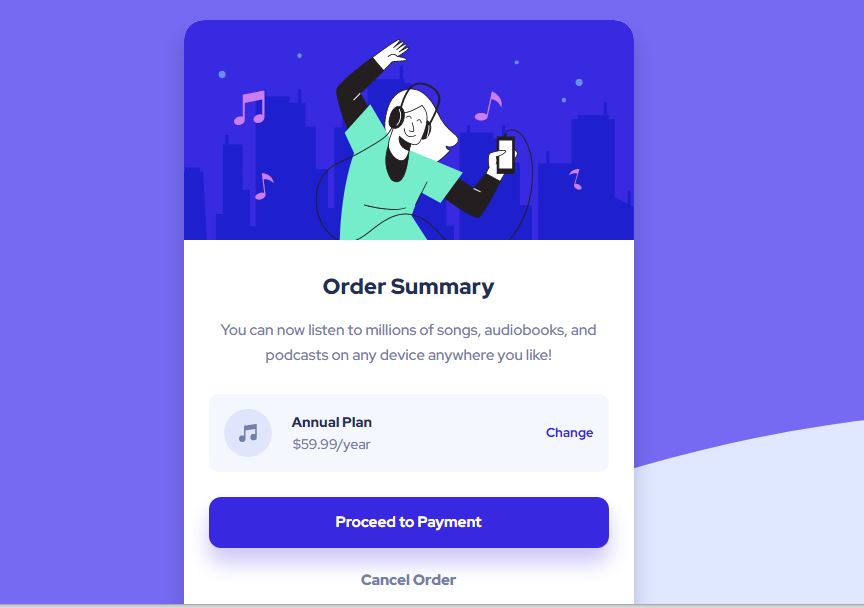 Order Summary
You can now listen to millions of songs, audiobooks, and
podcasts on any device anywhere you like!
Annual Plan
$59.99/year
Change
Proceed to Payment
Cancel Order